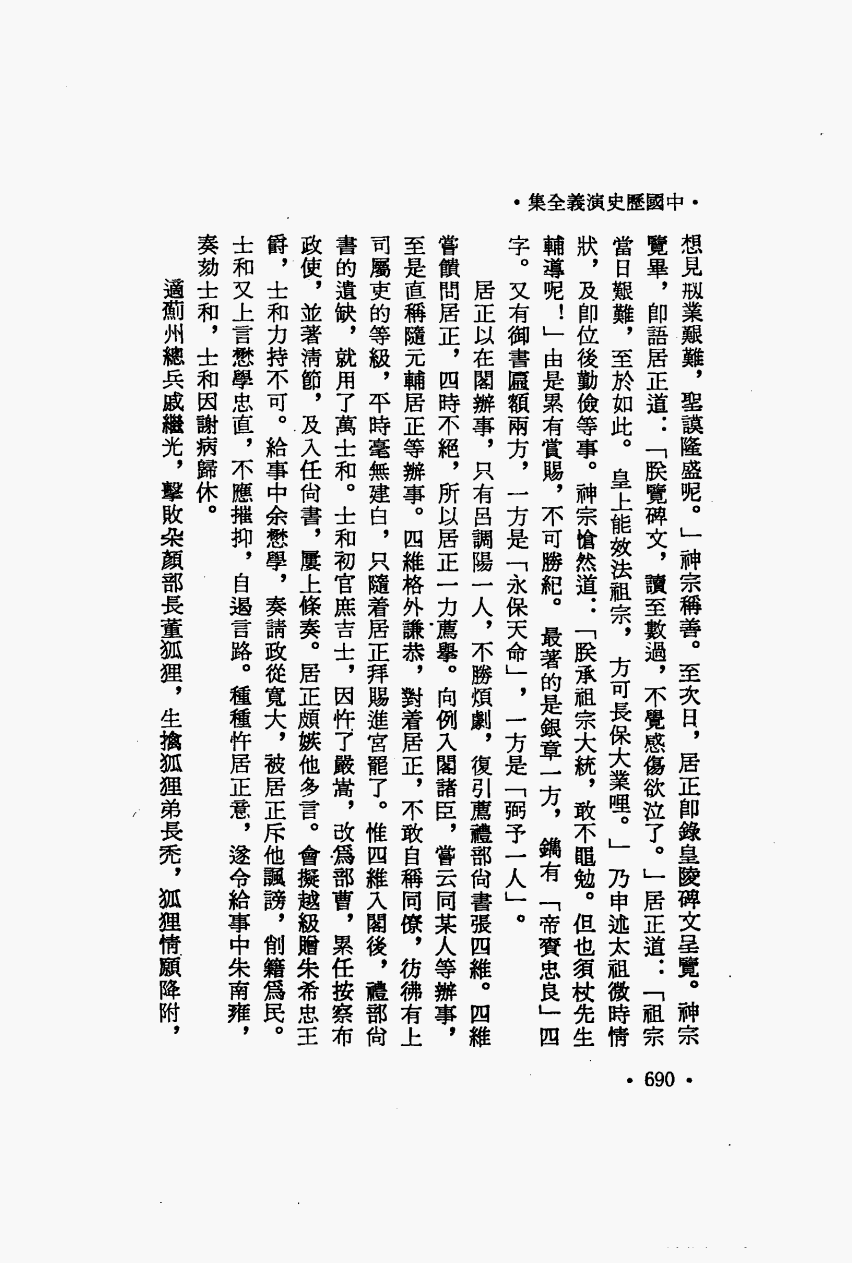 •中國歷史演義全集•
想見刱業艱難，聖謨隆盛呢。」神宗稱善。至次日，居正卽錄皇陵碑文呈覽。神宗
覽畢，卽語居正道：「朕覽碑文，讀至數過，不覺感傷欲泣了。」居正道：「祖宗
當日艱難，至於如此。皇上能效法祖宗，方可長保大業哩。」乃申述太祖微時情
狀，及卽位後勤儉等事。神宗愴然道：「朕承祖宗大統，敢不黽勉。但也須杖先生
輔導呢！」由是累有賞賜，不可勝紀。最著的是銀章一方，鐫有「帝賚忠良」四
字。又有御書匾額兩方，一方是「永保天命」，一方是「弼予一人」。
居正以在閣辦事，只有呂調陽一人，不勝煩劇，復引薦禮部尙書張四維。四維
嘗饋問居正，四時不絕，所以居正一力薦舉。向例入閣諸臣，嘗云同某人等辦事，
至是直稱隨元輔居正等辦事。四維格外謙恭，對着居正，不敢自稱同僚，彷彿有上
司屬吏的等級，平時毫無建白，只隨着居正拜賜進宮罷了。惟四維入閣後，禮部尙
書的遺缺，就用了萬士和。士和初官庶吉士，因忤了嚴嵩，改爲部曹，累任按察布
政使，並著淸節，及入任尙書，屢上條奏。居正頗嫉他多言。會擬越級贈朱希忠王
爵，士和力持不可。給事中余懋學，奏請政從寬大，被居正斥他諷謗，削籍爲民。
士和又上言懋學忠直，不應摧抑，自遏言路。種種忤居正意，遂令給事中朱南雍，
奏劾士和，士和因謝病歸休。
適薊州總兵戚繼光，擊敗朶顏部長董狐狸，生擒狐狸弟長禿，狐狸情願降附，
•690•